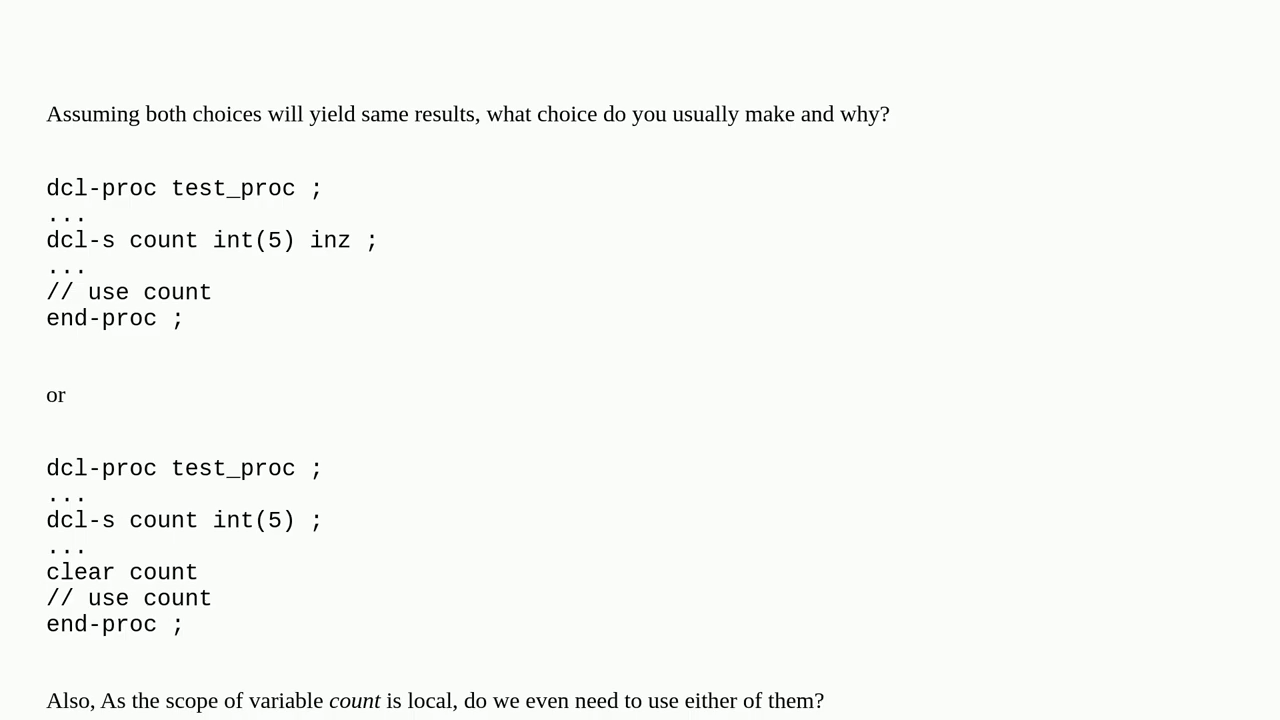 Assuming both choices will yield same results, what choice do you usually make and why?
dcl-proc test_proc ;
...
dcl-s count int(5) inz ;
...
// use count
end-proc ;
or
dcl-proc test_proc ;
...
dcl-s count int(5) ;
...
clear count
// use count
end-proc ;
Also, As the scope of variable count is local, do we even need to use either of them?